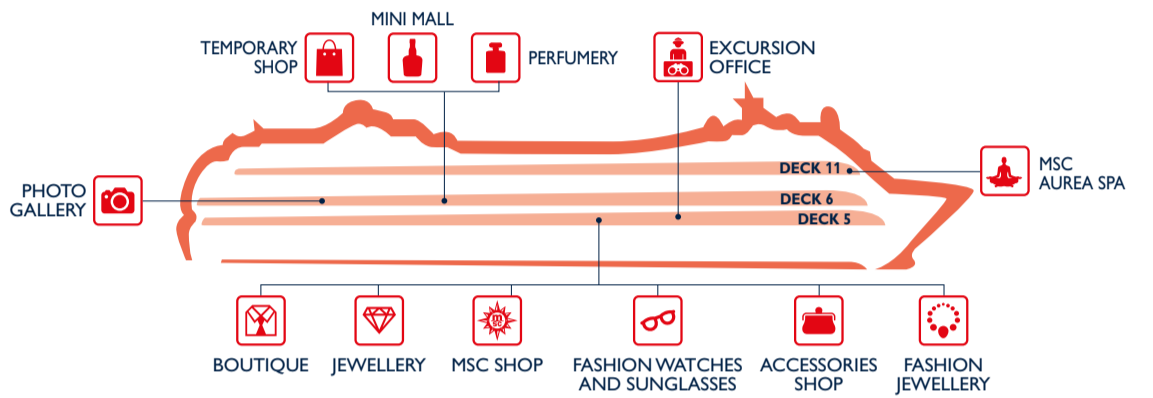 MINI MALL
TEMPORARY
SHOP
PERFUMERY
EXCURSION
OFFICE
DECK 11
MSC
AUREA SPA
PHOTO
GALLERY
DECK 6
DECK 5
m
sc
BOUTIQUE
JEWELLERY
MSC SHOP
FASHION WATCHES
AND SUNGLASSES
ACCESSORIES
SHOP
FASHION
JEWELLERY